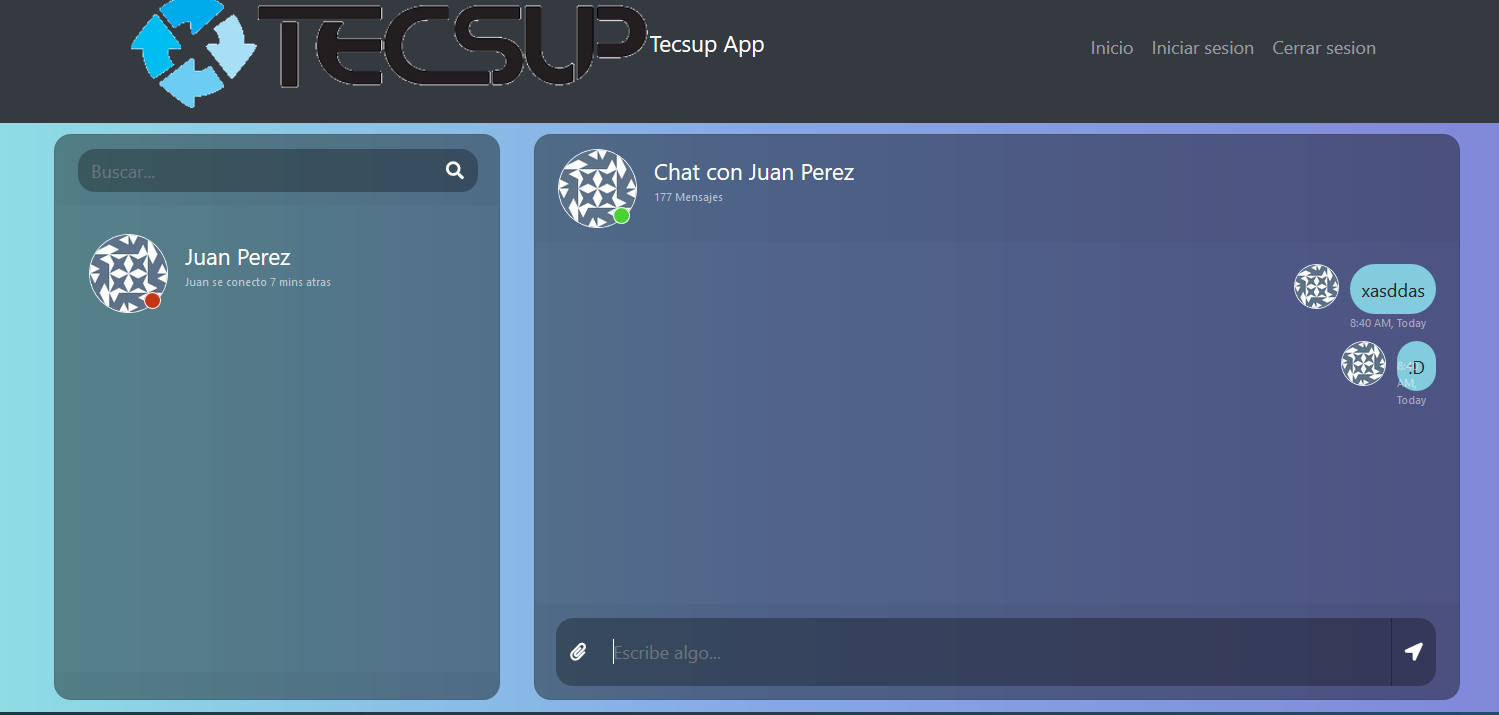 TECSUP Tecsup App
Inicio Iniciar sesion Cerrar sesion
Buscar...
Juan Perez
Juan se conecto 7 mins atras
Chat con Juan Perez
177 Mensajes
xasddas
8:40 AM, Today
:D
AM,
Today
Escribe algo...